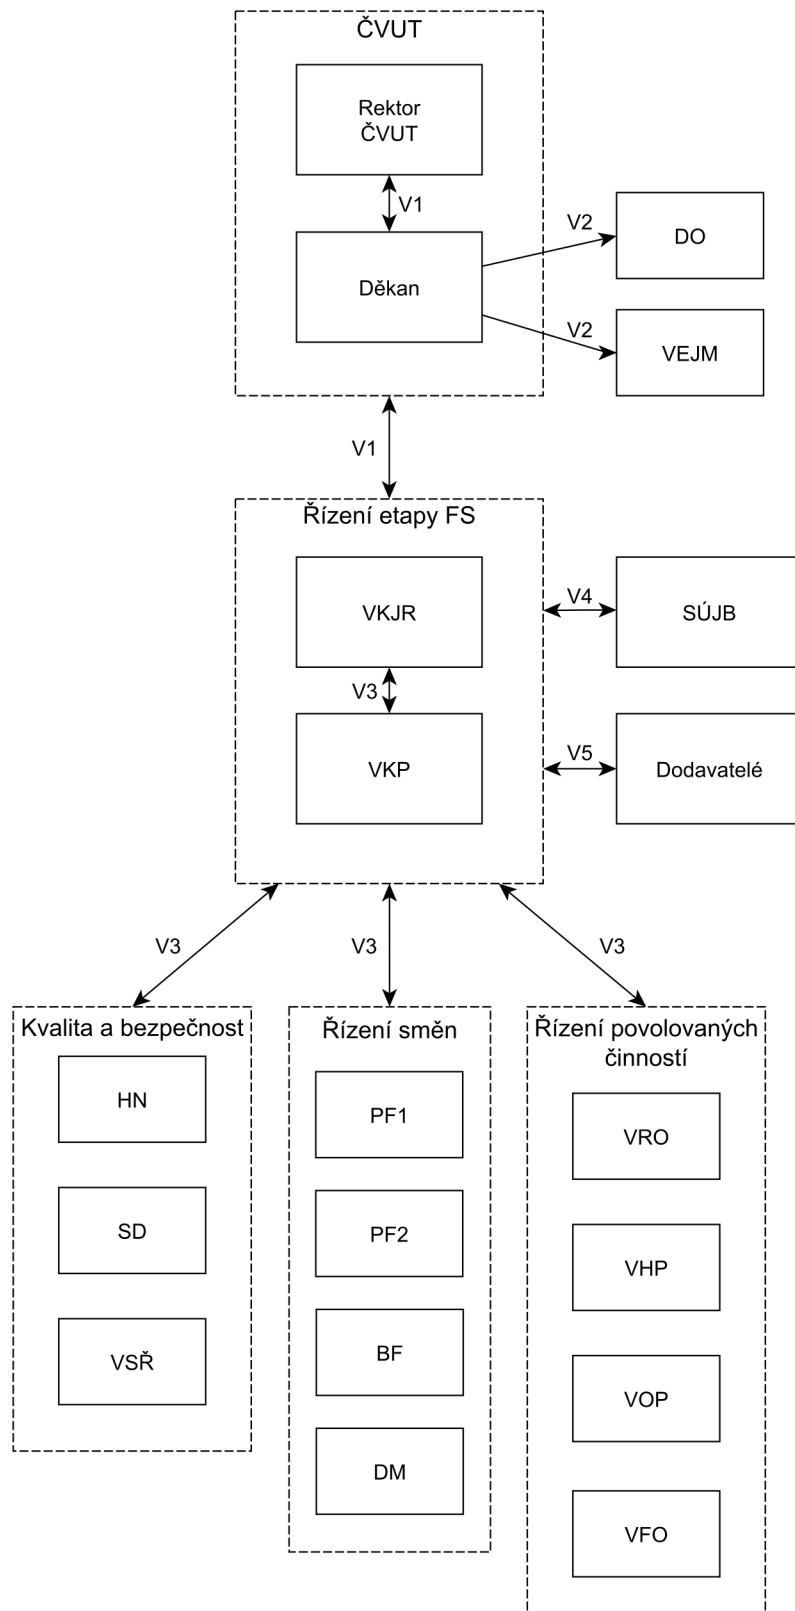 ČVUT
Rektor
ČVUT
V1
Děkan
V2
DO
V2
VEJM
V1
Řízení etapy FS
VKJR
V3
VKP
V4
SÚJB
V5
Dodavatelé
V3
V3
V3
Kvalita a bezpečnost
HN
SD
VSŘ
Řízení směn
PF1
PF2
BF
DM
Řízení povolovaných
činností
VRO
VHP
VOP
VFO